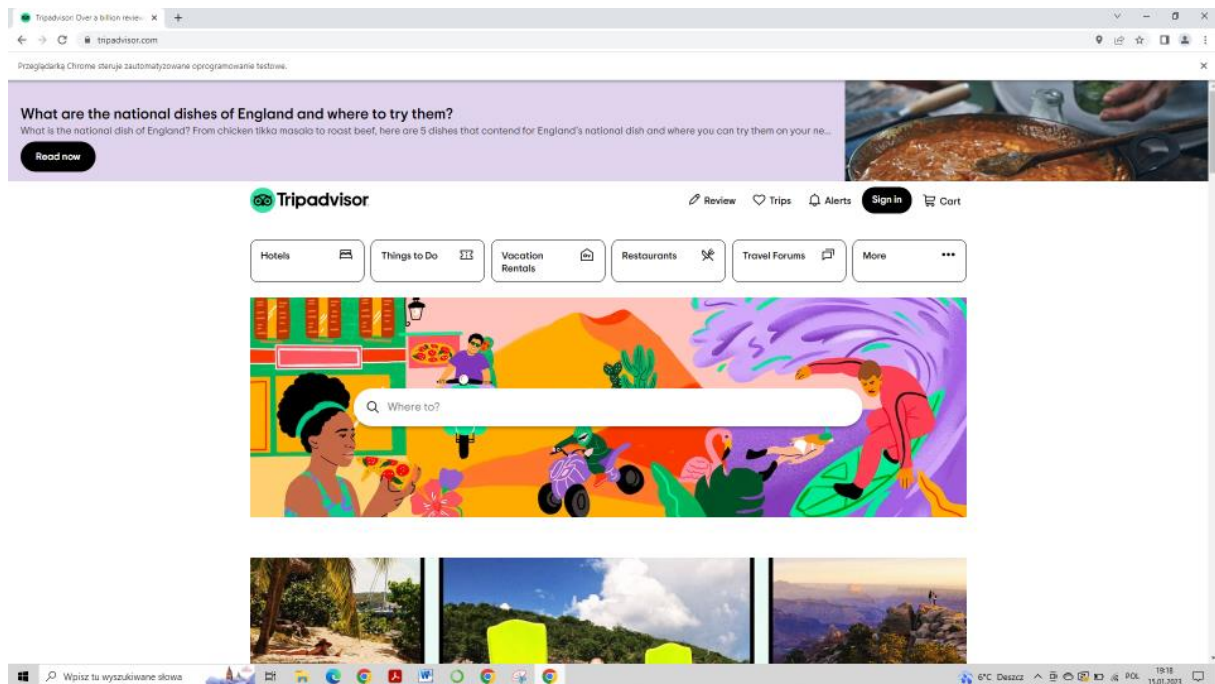 Tripadvisor: Over a billion review
tripadvisor.com
Przeglądarką Chrome steruje zautomatyzowane oprogramowanie testowe.
What are the national dishes of England and where to try them?
What is the national dish of England? From chicken tikka masala to roast beef, here are 5 dishes that contend for England's national dish and where you can try them on your ne...
Read now
Tripadvisor
Review Trips Alerts Sign in Cart
Hotels Things to Do Vacation Restaurants Travel Forums More
Rentals
Where to?
Wpisz tu wyszukiwane słowa
6°C Deszcz POL 19:18
15.01.2023